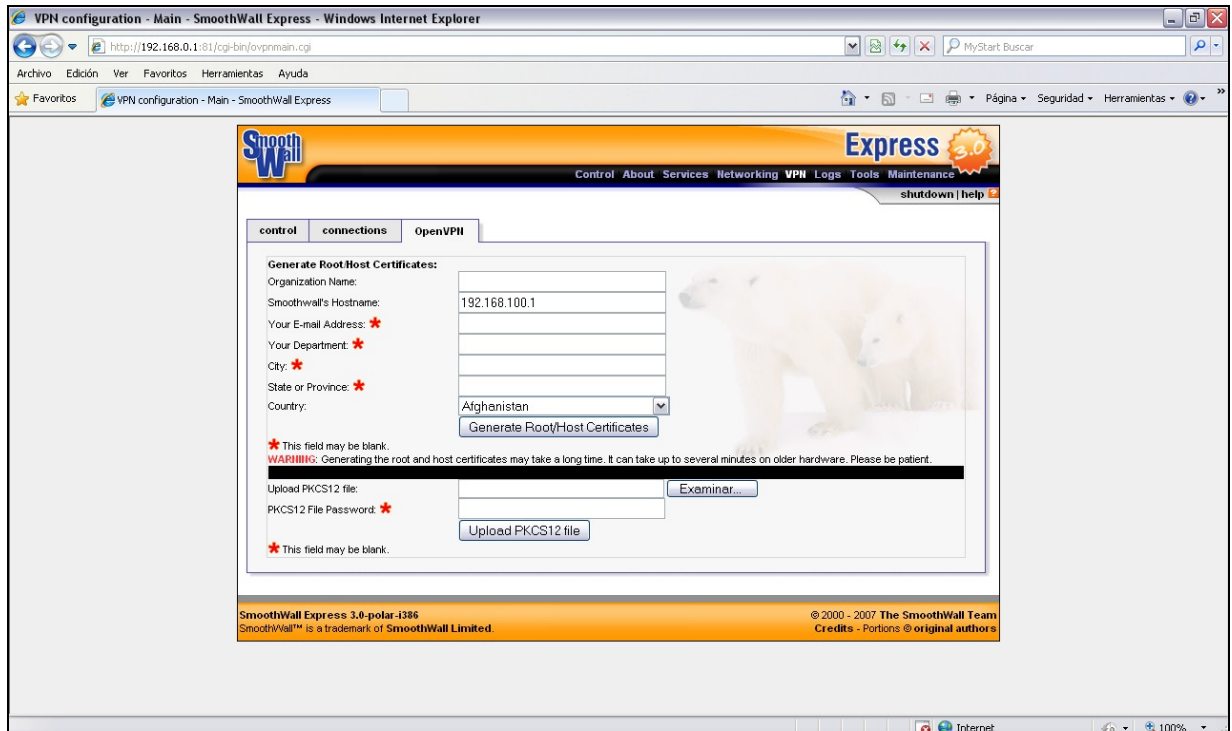 VPN configuration - Main - SmoothWall Express - Windows Internet Explorer
http://192.168.0.1:81/cgi-bin/ovpnmain.cgi
MyStart Buscar
Archivo Edición Ver Favoritos Herramientas Ayuda
Favoritos VPN configuration - Main - SmoothWall Express Página Seguridad Herramientas
Smooth Wall
Express 3.0
Control About Services Networking VPN Logs Tools Maintenance
shutdown | help
control connections OpenVPN
Generate Root/Host Certificates:
Organization Name:
Smoothwall's Hostname: 192.168.100.1
Your E-mail Address: *
Your Department: *
City: *
State or Province: *
Country: Afghanistan
Generate Root/Host Certificates
* This field may be blank.
WARNING: Generating the root and host certificates may take a long time. It can take up to several minutes on older hardware. Please be patient.
Upload PKCS12 file: Examinar...
PKCS12 File Password: *
Upload PKCS12 file
* This field may be blank.
SmoothWall Express 3.0-polar-i386 © 2000 - 2007 The SmoothWall Team
SmoothWall™ is a trademark of SmoothWall Limited. Credits - Portions © original authors
Internet 100%